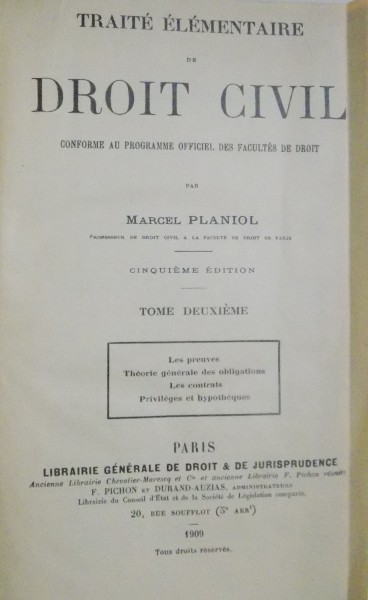 TRAITÉ ÉLÉMENTAIRE
DE
DROIT CIVIL
CONFORME AU PROGRAMME OFFICIEL DES FACULTÉS DE DROIT
PAR
MARCEL PLANIOL
PROFESSEUR DE DROIT CIVIL A LA FACULTÉ DE DROIT DE PARIS
CINQUIÈME ÉDITION
TOME DEUXIÈME
Les preuves
Théorie générale des obligations
Les contrats
Privilèges et hypothèques
PARIS
LIBRAIRIE GÉNÉRALE DE DROIT & DE JURISPRUDENCE
Ancienne Librairie Chevalier-Marescq et Cie et ancienne Librairie F. Pichon réunies
F. PICHON ET DURAND-AUZIAS, ADMINISTRATEURS
Librairie du Conseil d'État et de la Société de Législation comparée
20, RUE SOUFFLOT (5e ARRt)
1909
Tous droits réservés.